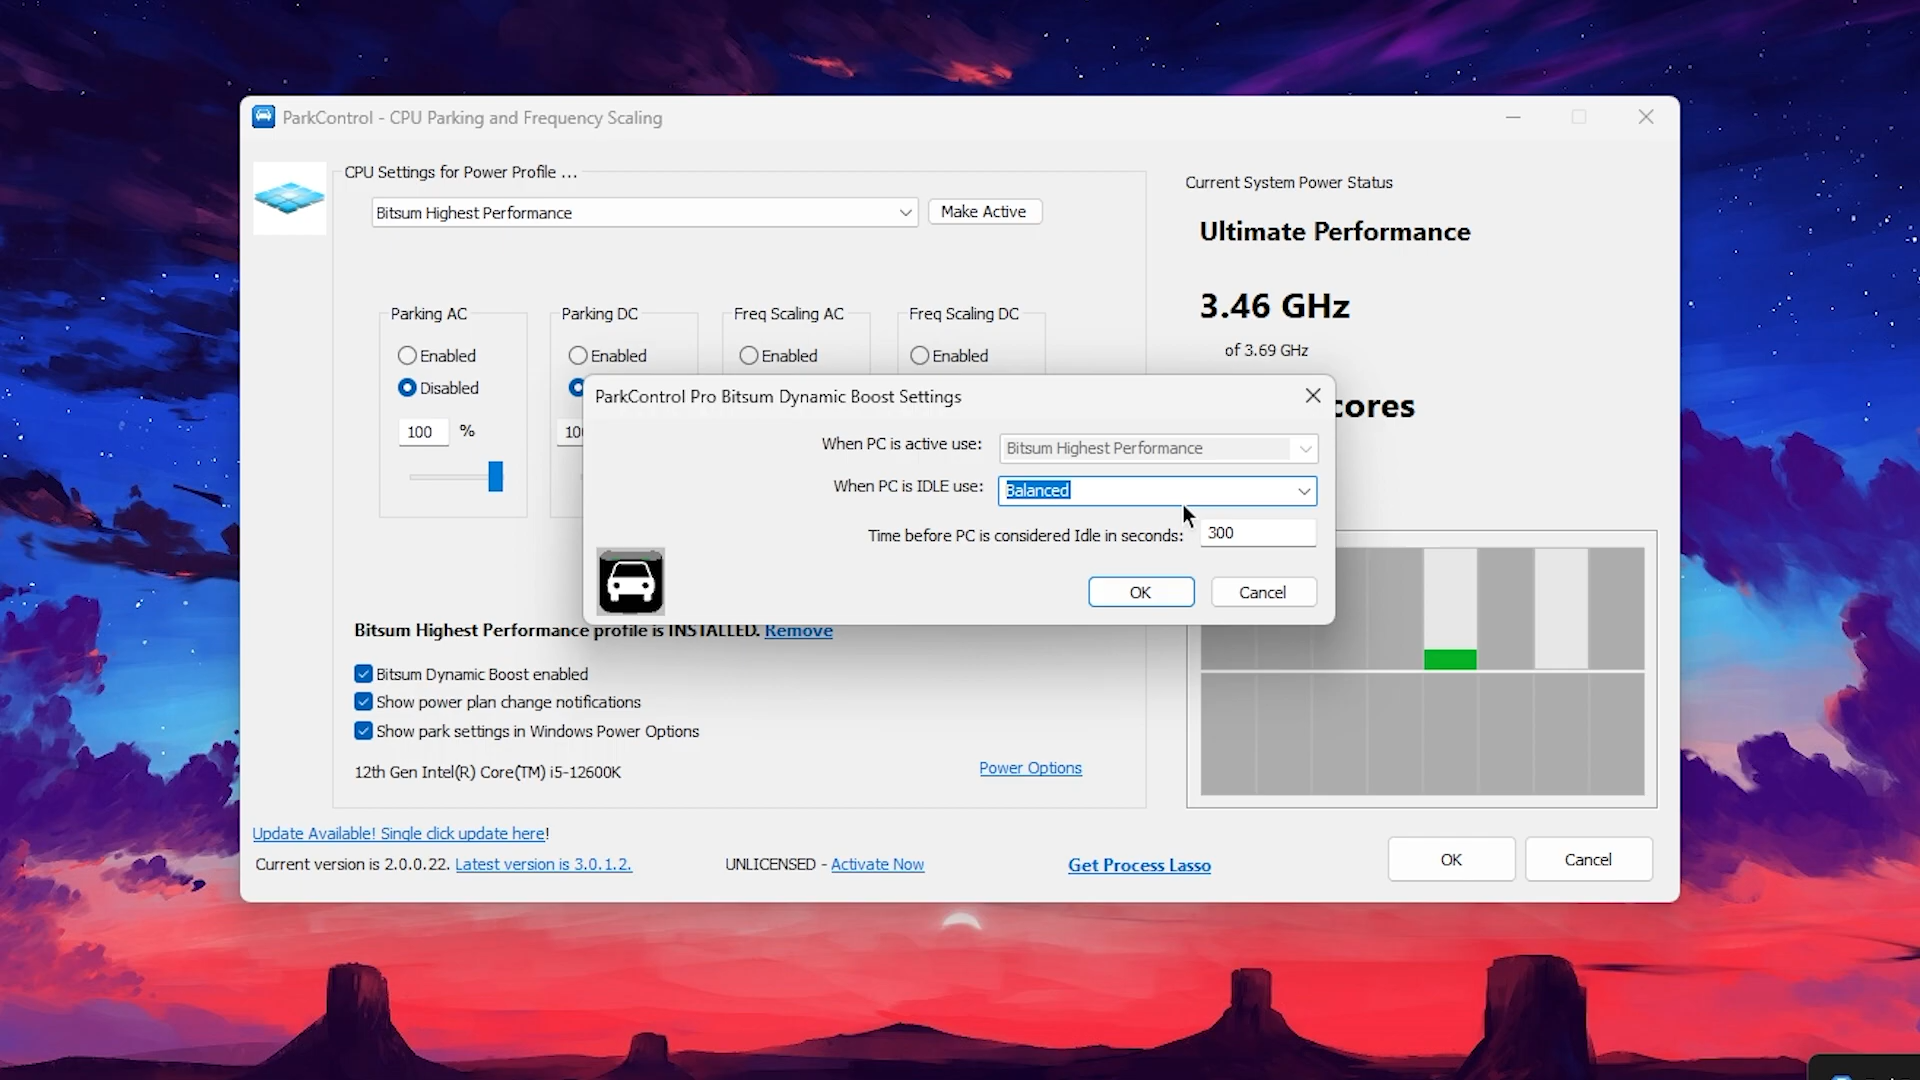 ParkControl - CPU Parking and Frequency Scaling
CPU Settings for Power Profile ...
Bitsum Highest Performance
Make Active
Current System Power Status
Ultimate Performance
3.46 GHz
of 3.69 GHz
Parking AC
Enabled
Disabled
100 %
Parking DC
Enabled
Freq Scaling AC
Enabled
Freq Scaling DC
Enabled
ParkControl Pro Bitsum Dynamic Boost Settings
When PC is active use: Bitsum Highest Performance
When PC is IDLE use: Balanced
Time before PC is considered Idle in seconds: 300
OK
Cancel
Bitsum Highest Performance profile is INSTALLED. Remove
Bitsum Dynamic Boost enabled
Show power plan change notifications
Show park settings in Windows Power Options
12th Gen Intel(R) Core(TM) i5-12600K
Power Options
Update Available! Single click update here!
Current version is 2.0.0.22. Latest version is 3.0.1.2.
UNLICENSED - Activate Now
Get Process Lasso
OK
Cancel